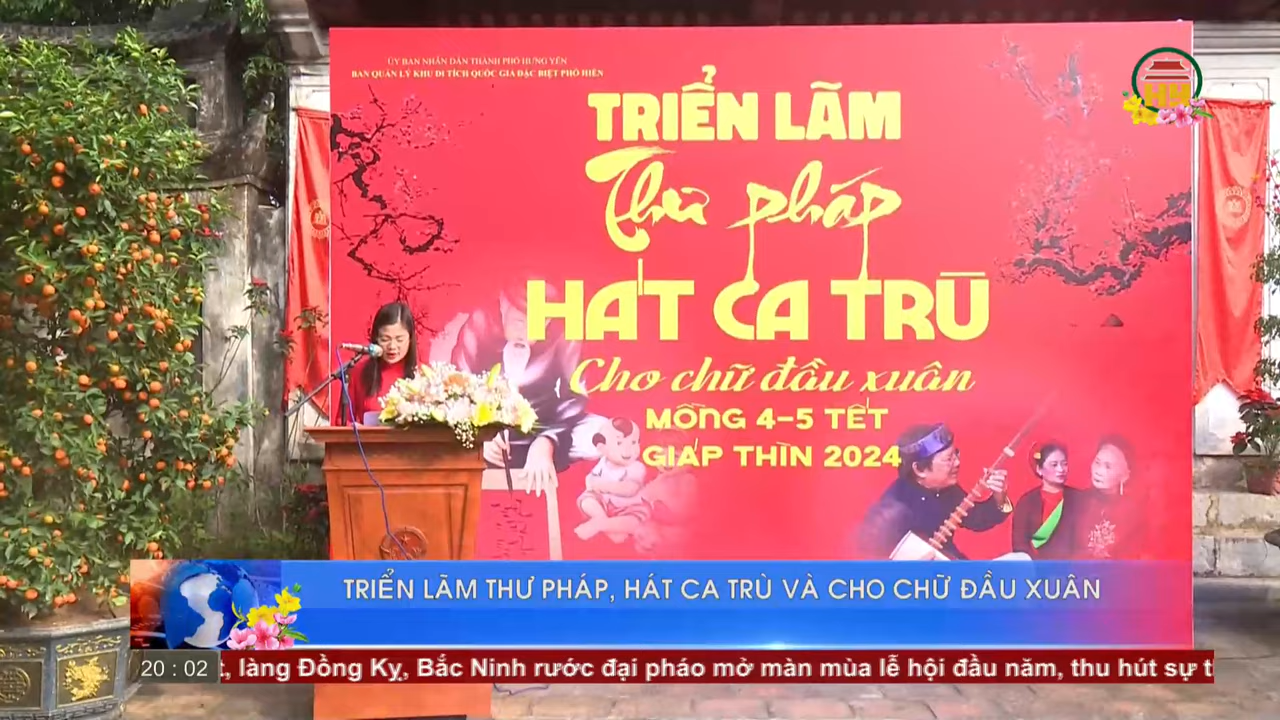 ỦY BAN NHÂN DÂN THÀNH PHỐ HƯNG YÊN
BAN QUẢN LÝ KHU DI TÍCH QUỐC GIA ĐẶC BIỆT PHỐ HIẾN
TRIỂN LÃM
Thư pháp
HÁT CA TRÙ
Cho chữ đầu xuân
MỒNG 4-5 TẾT
GIÁP THÌN 2024
HY
TRIỂN LÃM THƯ PHÁP, HÁT CA TRÙ VÀ CHO CHỮ ĐẦU XUÂN
20 : 02
, làng Đồng Kỵ, Bắc Ninh rước đại pháo mở màn mùa lễ hội đầu năm, thu hút sự